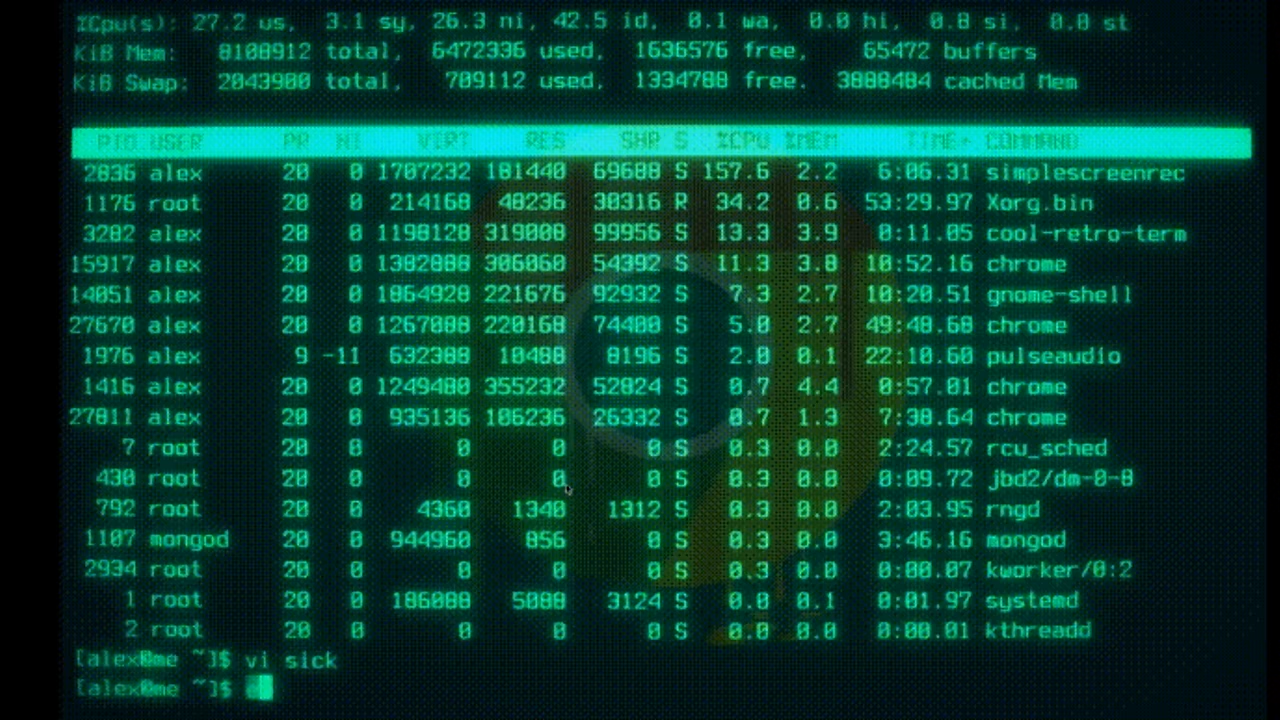 %Cpu(s): 27.2 us, 3.1 sy, 26.3 ni, 42.5 id, 0.1 wa, 0.0 hi, 0.8 si, 0.0 st
KiB Mem: 8108912 total, 6472336 used, 1636576 free, 65472 buffers
KiB Swap: 2043900 total, 709112 used, 1334788 free. 3888484 cached Mem
PID USER PR NI VIRT RES SHR S %CPU %MEM TIME+ COMMAND
2836 alex 20 0 1787232 181440 69688 S 157.6 2.2 6:06.31 simplescreenrec
1176 root 20 0 214168 48236 30316 R 34.2 0.6 53:29.97 Xorg.bin
3282 alex 20 0 1198128 319008 99956 S 13.3 3.9 0:11.05 cool-retro-term
15917 alex 20 0 1382888 306060 54392 S 11.3 3.8 10:52.16 chrome
14051 alex 20 0 1864928 221676 92932 S 7.3 2.7 10:20.51 gnome-shell
27670 alex 20 0 1267088 220168 74400 S 5.0 2.7 49:48.68 chrome
1976 alex 9 -11 632388 10488 8196 S 2.0 0.1 22:10.60 pulseaudio
1416 alex 20 0 1249480 355232 52824 S 0.7 4.4 0:57.01 chrome
27811 alex 20 0 935136 106236 26332 S 0.7 1.3 7:38.64 chrome
7 root 20 0 0 0 0 S 0.3 0.0 2:24.57 rcu_sched
430 root 20 0 0 0 0 S 0.3 0.0 0:09.72 jbd2/dm-0-8
792 root 20 0 4360 1340 1312 S 0.3 0.0 2:03.95 rngd
1107 mongod 20 0 944960 856 0 S 0.3 0.0 3:46.16 mongod
2934 root 20 0 0 0 0 S 0.3 0.0 0:00.07 kworker/0:2
1 root 20 0 186088 5088 3124 S 0.0 0.1 0:01.97 systemd
2 root 20 0 0 0 0 S 0.0 0.0 0:00.01 kthreadd
[alex@me ~]$ vi sick
[alex@me ~]$